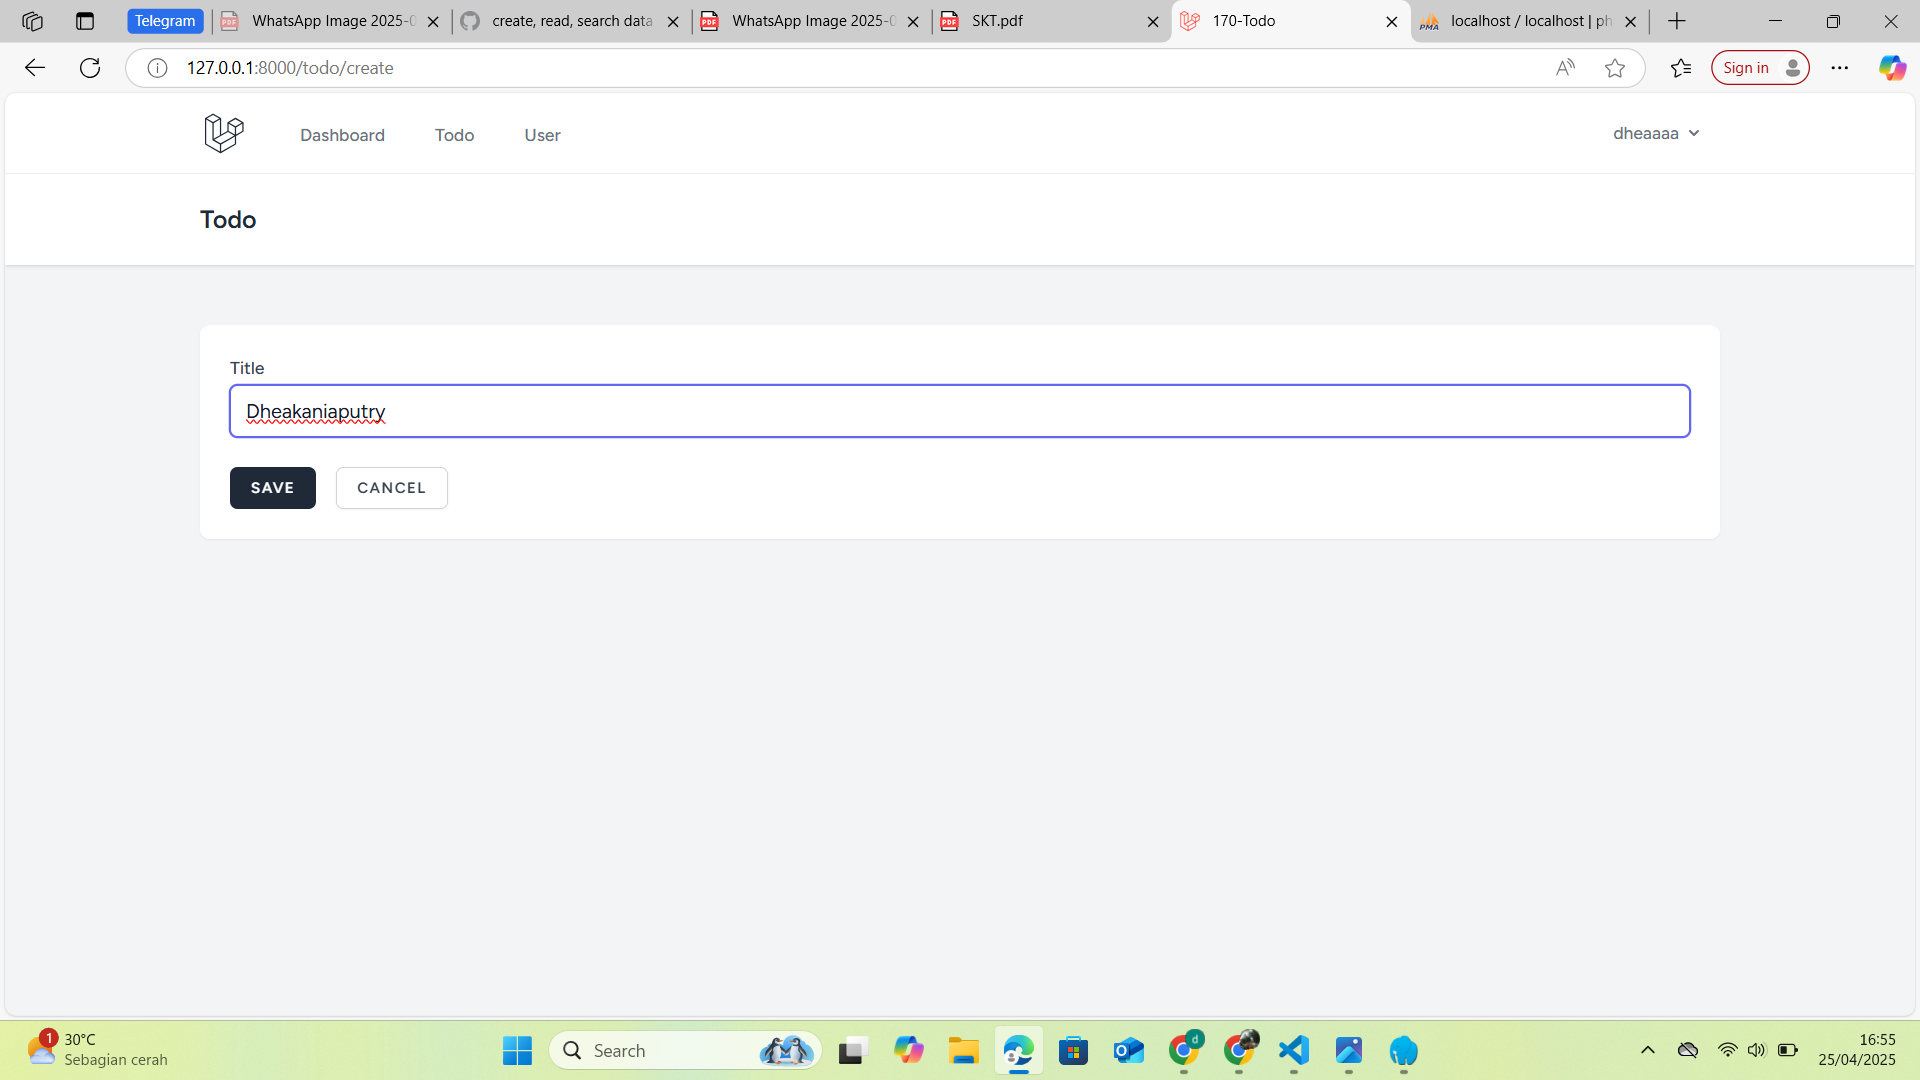 Telegram
WhatsApp Image 2025-0
create, read, search data
WhatsApp Image 2025-0
SKT.pdf
170-Todo
localhost / localhost | ph
127.0.0.1:8000/todo/create
Sign in
Dashboard
Todo
User
dheaaaa
Todo
Title
Dheakaniaputry
SAVE
CANCEL
1
30°C
Sebagian cerah
Search
d
16:55
25/04/2025